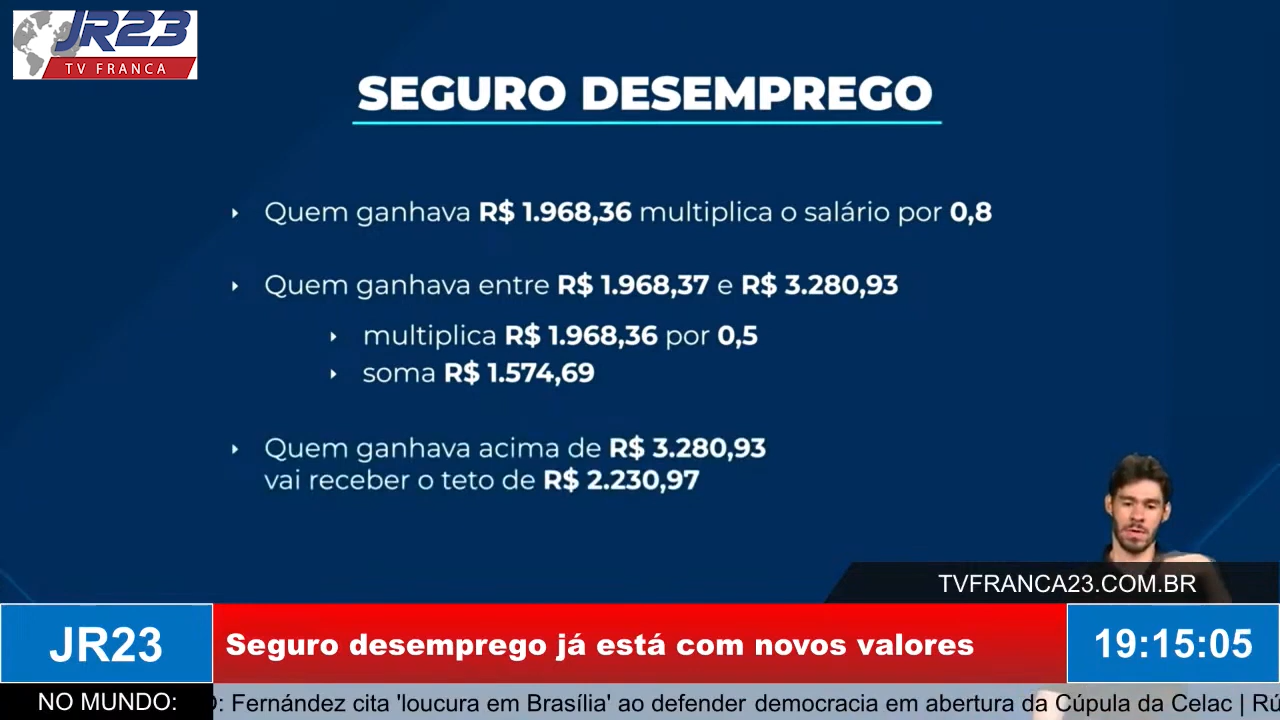 JR23
TV FRANCA
SEGURO DESEMPREGO
Quem ganhava R$ 1.968,36 multiplica o salário por 0,8
Quem ganhava entre R$ 1.968,37 e R$ 3.280,93
multiplica R$ 1.968,36 por 0,5
soma R$ 1.574,69
Quem ganhava acima de R$ 3.280,93
vai receber o teto de R$ 2.230,97
TVFRANCA23.COM.BR
JR23
Seguro desemprego já está com novos valores
19:15:05
NO MUNDO:
: Fernández cita 'loucura em Brasília' ao defender democracia em abertura da Cúpula da Celac |